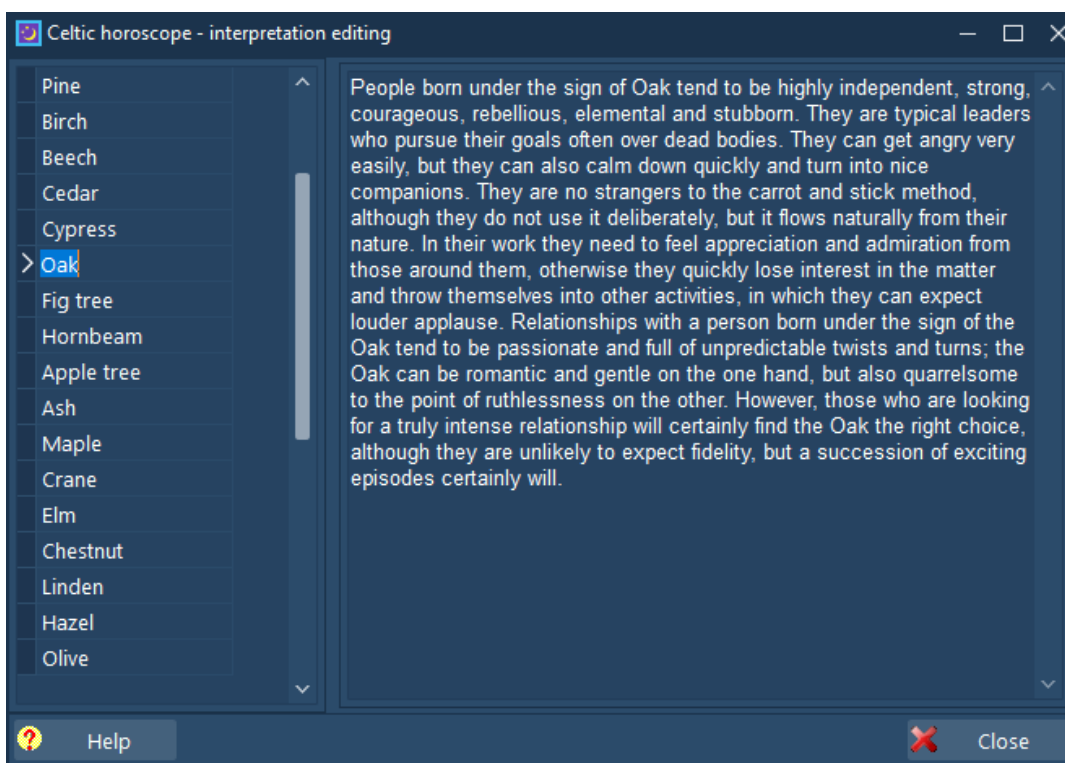 Celtic horoscope - interpretation editing
Pine
Birch
Beech
Cedar
Cypress
Oak
Fig tree
Hornbeam
Apple tree
Ash
Maple
Crane
Elm
Chestnut
Linden
Hazel
Olive
People born under the sign of Oak tend to be highly independent, strong,
courageous, rebellious, elemental and stubborn. They are typical leaders
who pursue their goals often over dead bodies. They can get angry very
easily, but they can also calm down quickly and turn into nice
companions. They are no strangers to the carrot and stick method,
although they do not use it deliberately, but it flows naturally from their
nature. In their work they need to feel appreciation and admiration from
those around them, otherwise they quickly lose interest in the matter
and throw themselves into other activities, in which they can expect
louder applause. Relationships with a person born under the sign of the
Oak tend to be passionate and full of unpredictable twists and turns; the
Oak can be romantic and gentle on the one hand, but also quarrelsome
to the point of ruthlessness on the other. However, those who are looking
for a truly intense relationship will certainly find the Oak the right choice,
although they are unlikely to expect fidelity, but a succession of exciting
episodes certainly will.
Help
Close